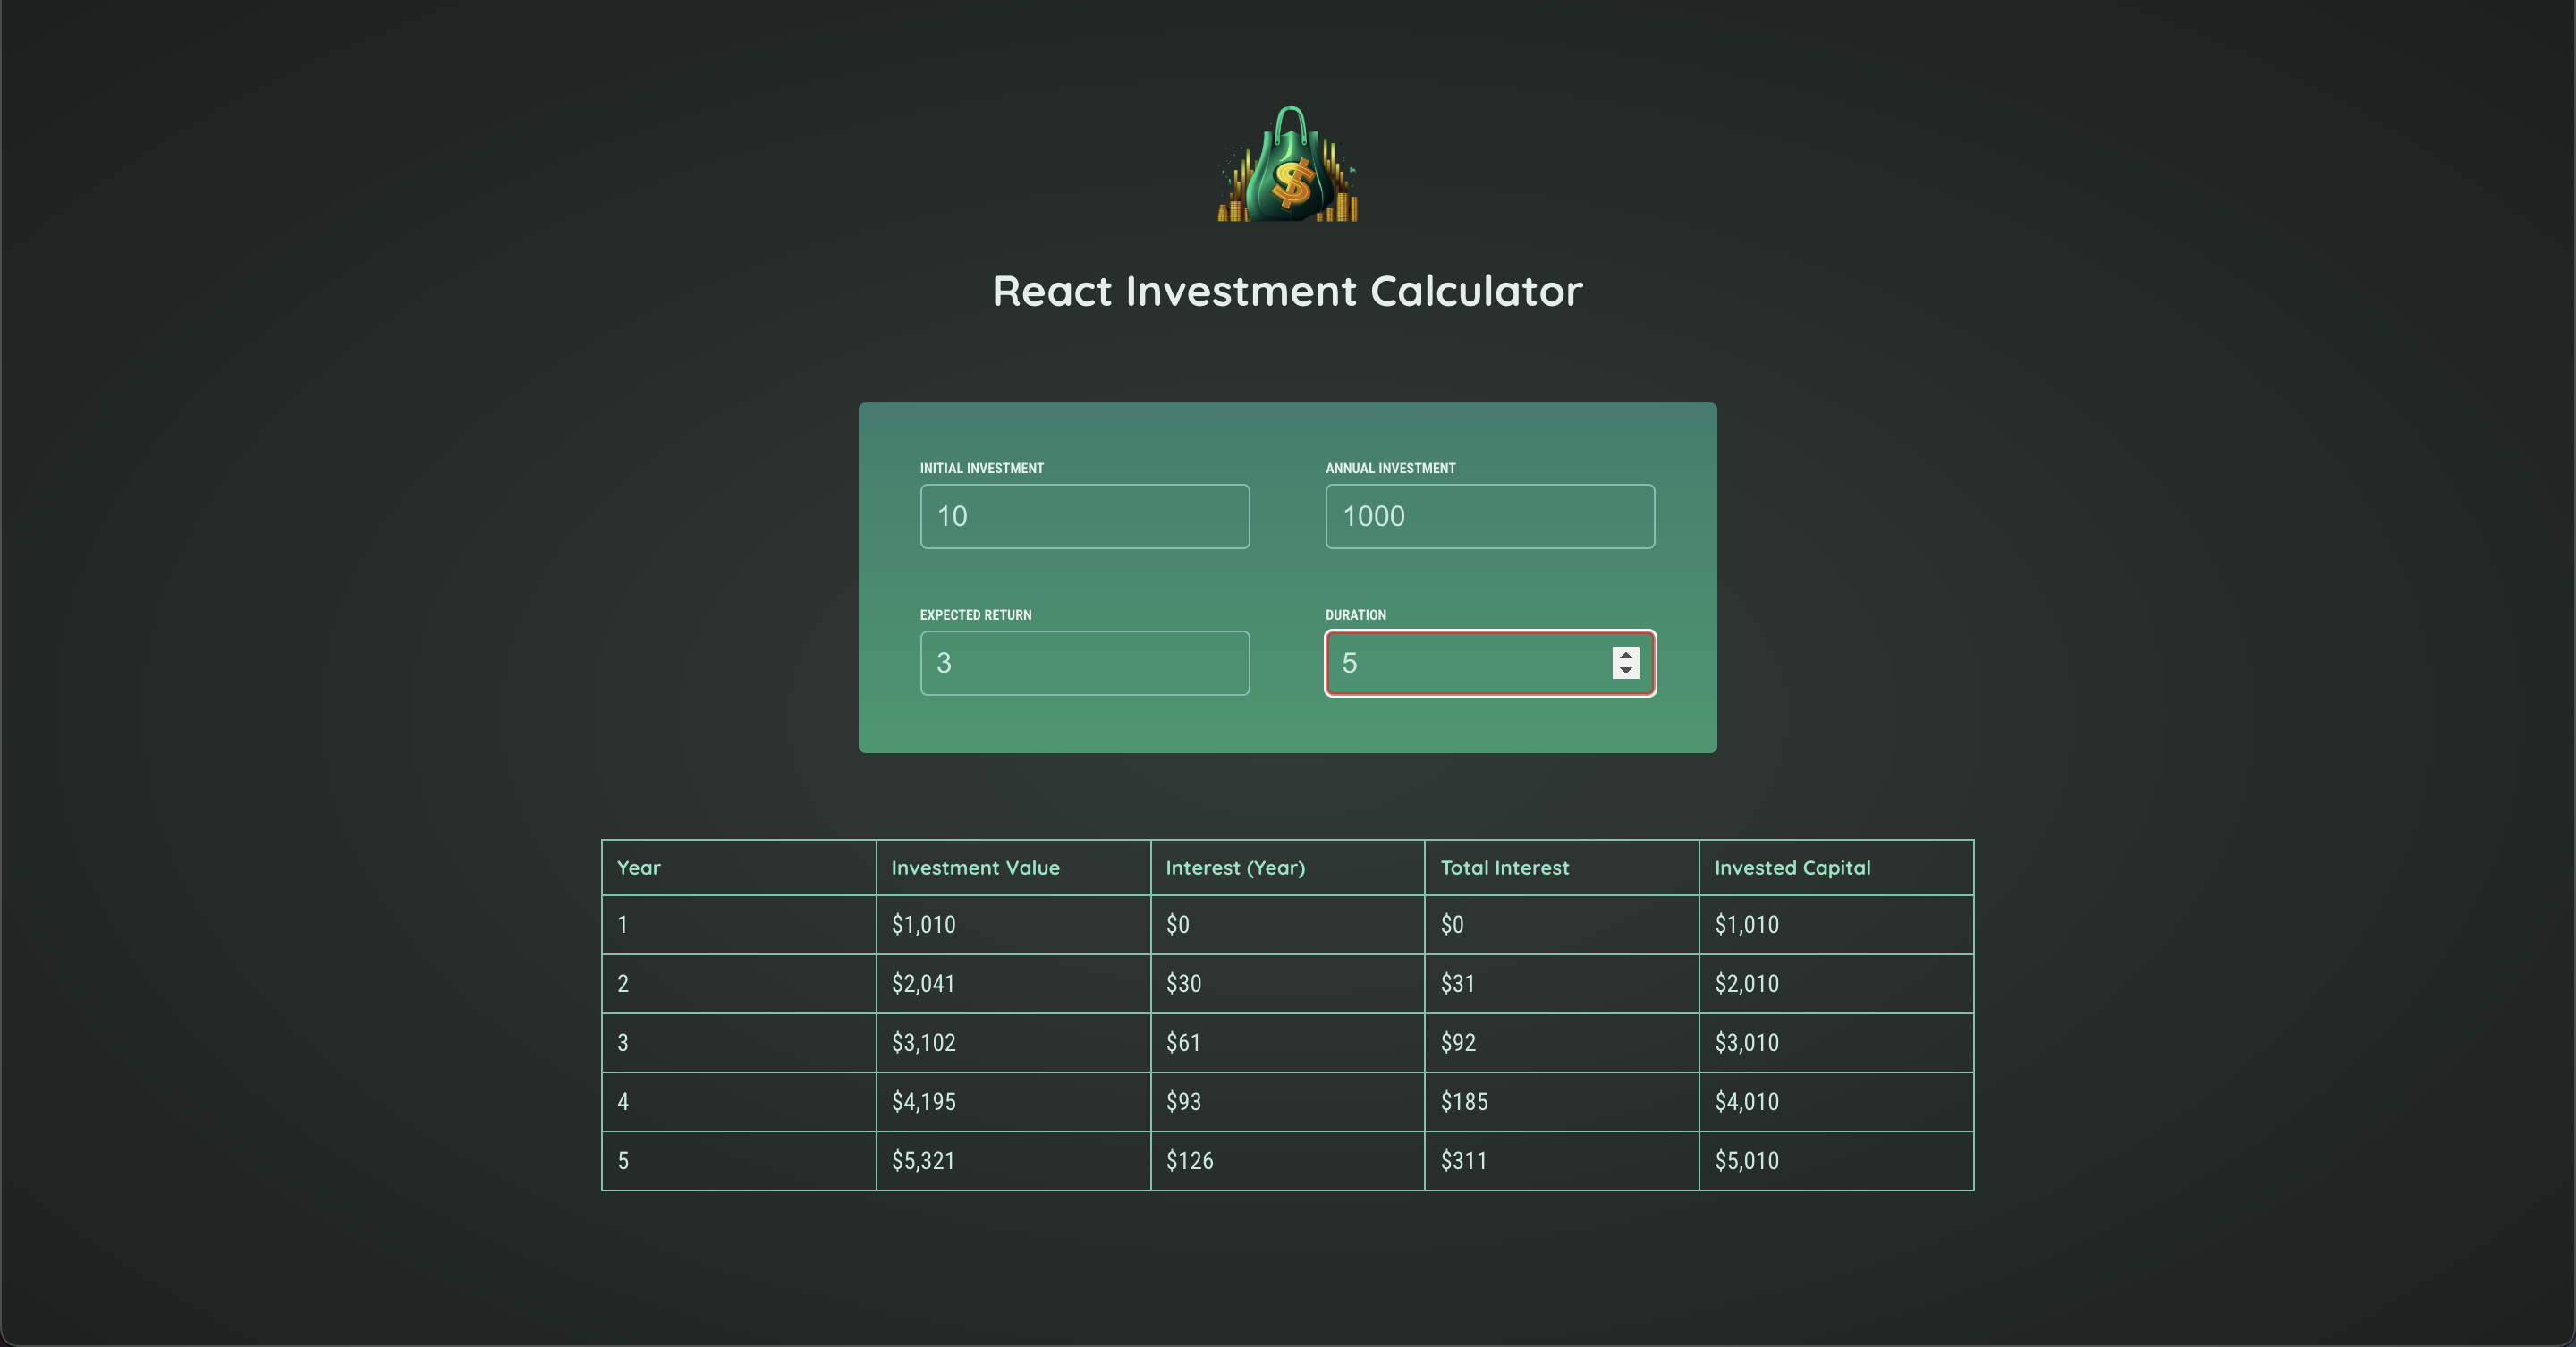 $
React Investment Calculator
INITIAL INVESTMENT ANNUAL INVESTMENT
10 1000
EXPECTED RETURN DURATION
3 5
Year Investment Value Interest (Year) Total Interest Invested Capital
1 $1,010 $0 $0 $1,010
2 $2,041 $30 $31 $2,010
3 $3,102 $61 $92 $3,010
4 $4,195 $93 $185 $4,010
5 $5,321 $126 $311 $5,010